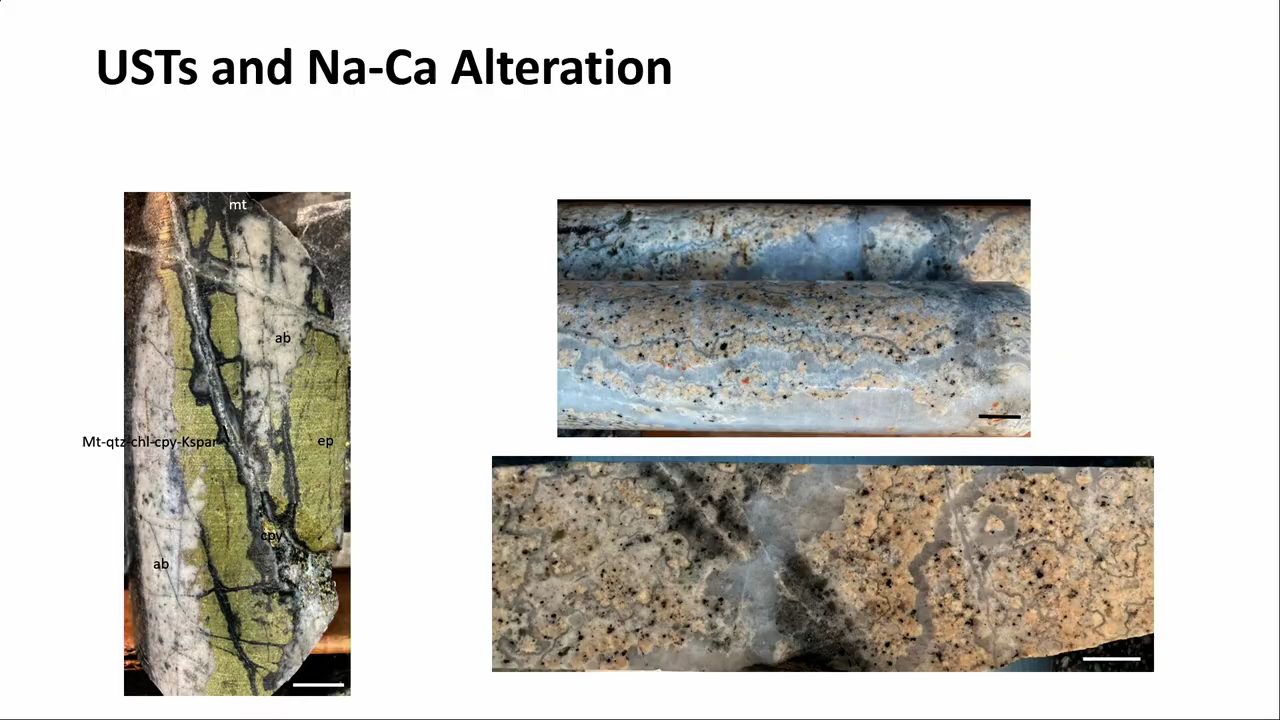 USTs and Na-Ca Alteration
mt
ab
Mt-qtz-chl-cpy-Kspar
ep
cpy
ab